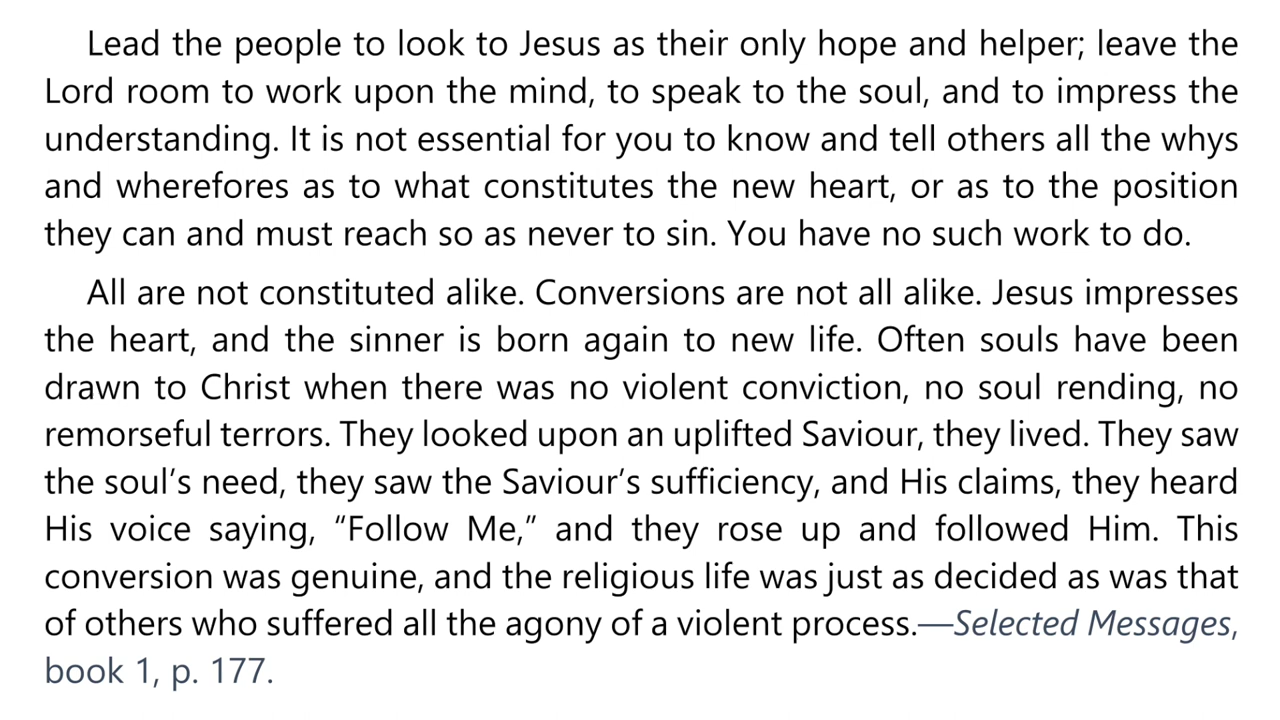 Lead the people to look to Jesus as their only hope and helper; leave the
Lord room to work upon the mind, to speak to the soul, and to impress the
understanding. It is not essential for you to know and tell others all the whys
and wherefores as to what constitutes the new heart, or as to the position
they can and must reach so as never to sin. You have no such work to do.
All are not constituted alike. Conversions are not all alike. Jesus impresses
the heart, and the sinner is born again to new life. Often souls have been
drawn to Christ when there was no violent conviction, no soul rending, no
remorseful terrors. They looked upon an uplifted Saviour, they lived. They saw
the soul’s need, they saw the Saviour’s sufficiency, and His claims, they heard
His voice saying, “Follow Me,” and they rose up and followed Him. This
conversion was genuine, and the religious life was just as decided as was that
of others who suffered all the agony of a violent process.—Selected Messages,
book 1, p. 177.